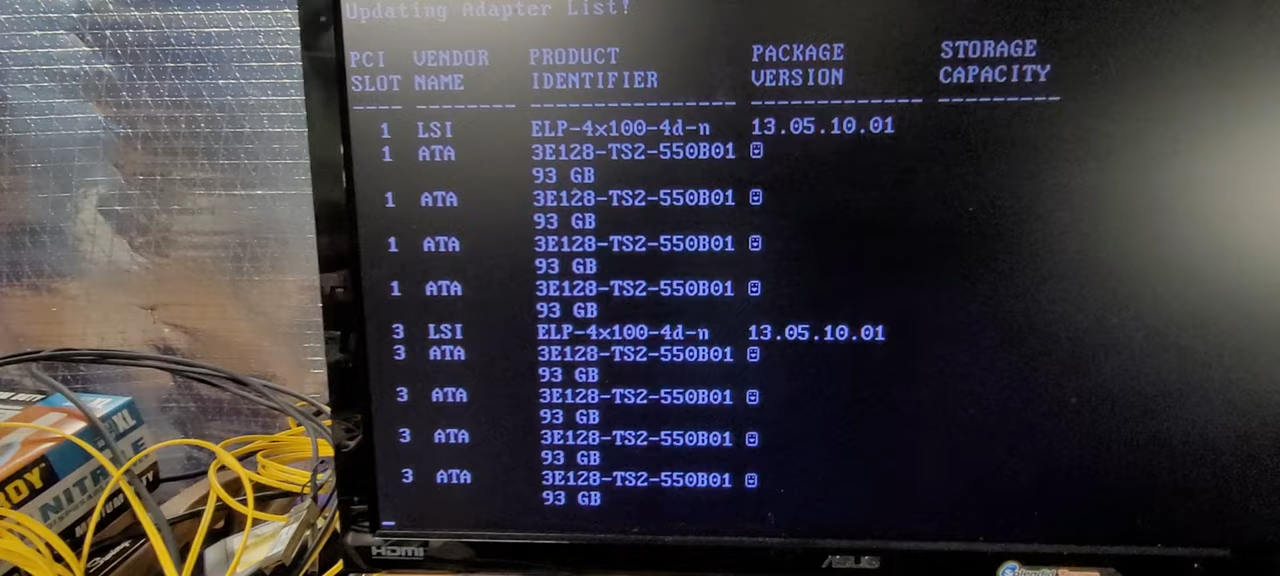 Updating Adapter List!
PCI VENDOR PRODUCT PACKAGE STORAGE
SLOT NAME IDENTIFIER VERSION CAPACITY
---- -------- ---------------- -------------- ----------
1 LSI ELP-4x100-4d-n 13.05.10.01
1 ATA 3E128-TS2-550B01
93 GB
1 ATA 3E128-TS2-550B01
93 GB
1 ATA 3E128-TS2-550B01
93 GB
1 ATA 3E128-TS2-550B01
93 GB
3 LSI ELP-4x100-4d-n 13.05.10.01
3 ATA 3E128-TS2-550B01
93 GB
3 ATA 3E128-TS2-550B01
93 GB
3 ATA 3E128-TS2-550B01
93 GB
3 ATA 3E128-TS2-550B01
93 GB
HDMI ASUS Splendid
XL
NITRILE